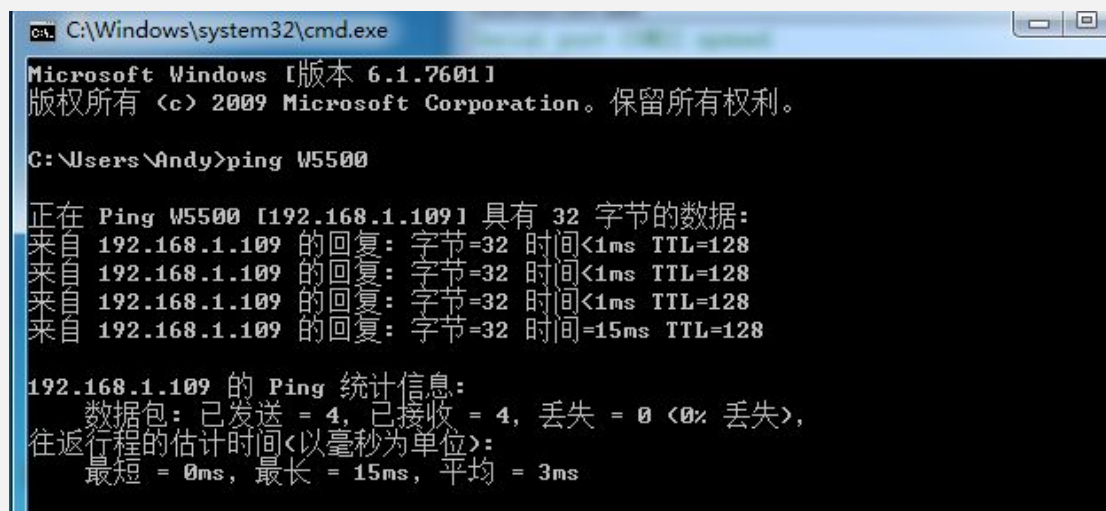 C:\Windows\system32\cmd.exe
Microsoft Windows [版本 6.1.7601]
版权所有 (c) 2009 Microsoft Corporation。保留所有权利。
C:\Users\Andy>ping W5500
正在 Ping W5500 [192.168.1.109] 具有 32 字节的数据:
来自 192.168.1.109 的回复: 字节=32 时间<1ms TTL=128
来自 192.168.1.109 的回复: 字节=32 时间<1ms TTL=128
来自 192.168.1.109 的回复: 字节=32 时间<1ms TTL=128
来自 192.168.1.109 的回复: 字节=32 时间=15ms TTL=128
192.168.1.109 的 Ping 统计信息:
数据包: 已发送 = 4, 已接收 = 4, 丢失 = 0 (0% 丢失),
往返行程的估计时间(以毫秒为单位):
最短 = 0ms, 最长 = 15ms, 平均 = 3ms